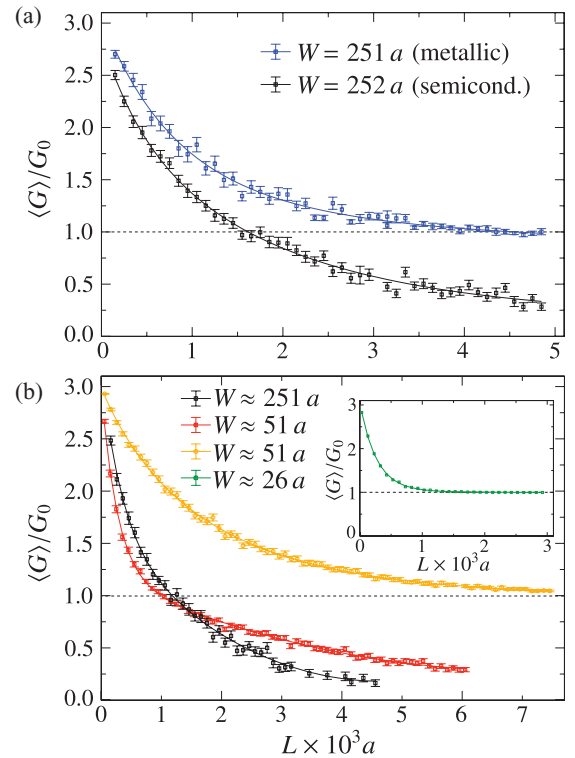 (a)
3.0
2.5
2.0
1.5
1.0
0.5
0.0
⟨G⟩/G₀
W = 251 a (metallic)
W = 252 a (semicond.)
0 1 2 3 4 5
(b)
3.0
2.5
2.0
1.5
1.0
0.5
0.0
⟨G⟩/G₀
W ≈ 251 a
W ≈ 51 a
W ≈ 51 a
W ≈ 26 a
3
2
1
0
⟨G⟩/G₀
0 1 2 3
L × 10³a
0 1 2 3 4 5 6 7
L × 10³a